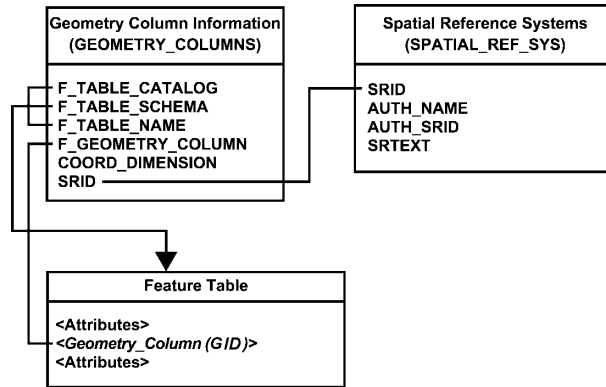 Geometry Column Information
(GEOMETRY_COLUMNS)
F_TABLE_CATALOG
F_TABLE_SCHEMA
F_TABLE_NAME
F_GEOMETRY_COLUMN
COORD_DIMENSION
SRID
Spatial Reference Systems
(SPATIAL_REF_SYS)
SRID
AUTH_NAME
AUTH_SRID
SRTEXT
Feature Table
<Attributes>
<Geometry_Column (GID)>
<Attributes>